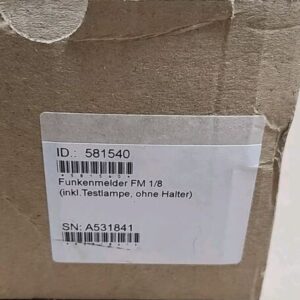 ID.: 581540
Funkenmelder FM 1/8
(inkl.Testlampe, ohne Halter)
SN: A531841